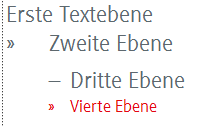 Erste Textebene
» Zweite Ebene
– Dritte Ebene
» Vierte Ebene